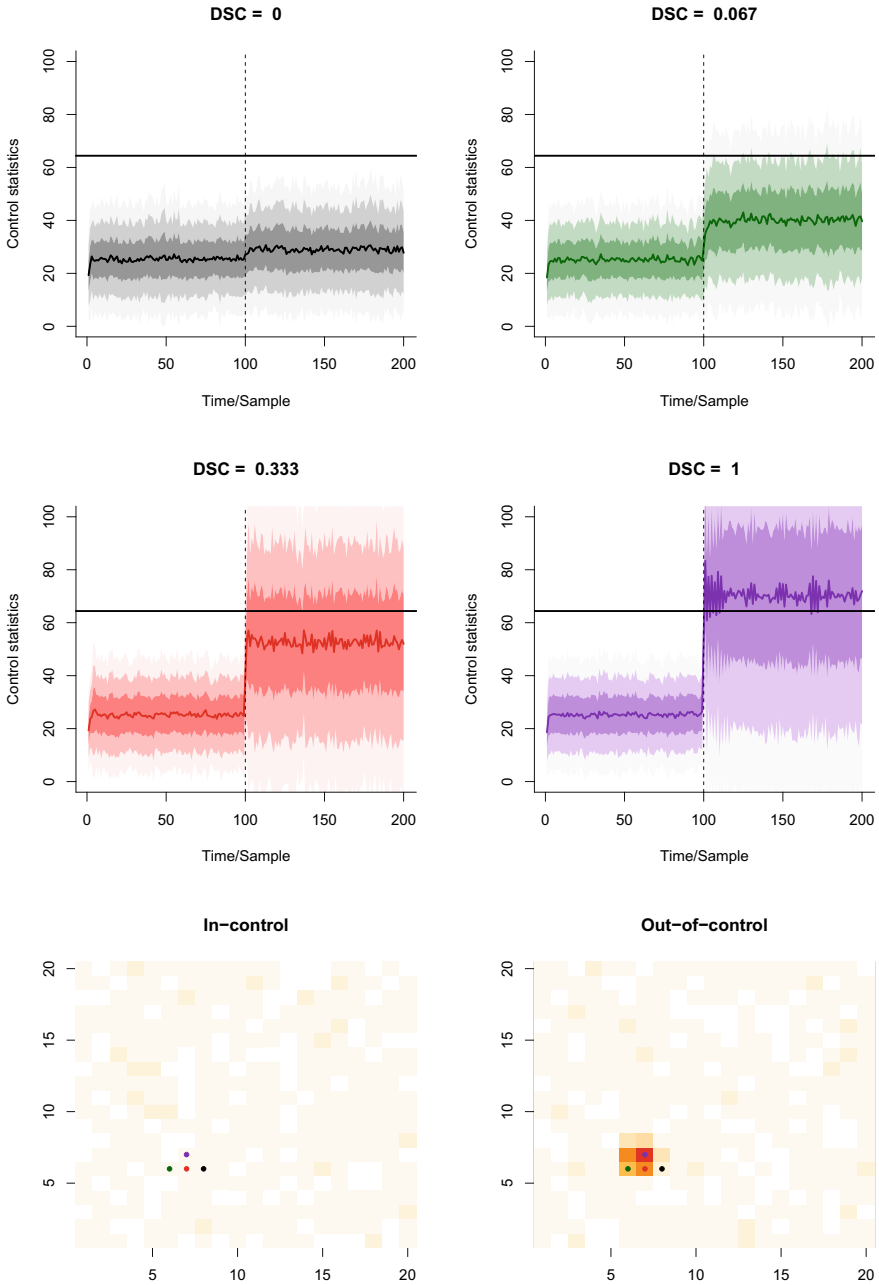 DSC = 0
DSC = 0.067
Control statistics
0 20 40 60 80 100
0 50 100 150 200
Time/Sample
Control statistics
0 20 40 60 80 100
0 50 100 150 200
Time/Sample
DSC = 0.333
DSC = 1
Control statistics
0 20 40 60 80 100
0 50 100 150 200
Time/Sample
Control statistics
0 20 40 60 80 100
0 50 100 150 200
Time/Sample
In−control
Out−of−control
5 10 15 20
5 10 15 20
5 10 15 20
5 10 15 20